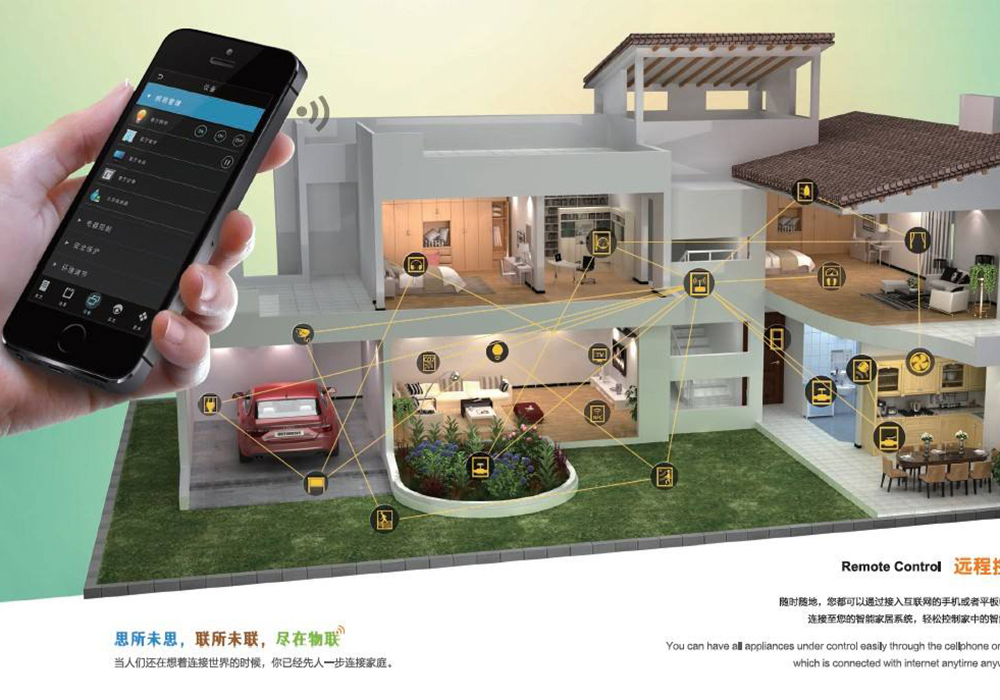 设备
照明管理
电器控制
安全保护
环境调节
TV
Remote Control 远程控
随时随地，您都可以通过接入互联网的手机或者平板电
连接至您的智能家居系统，轻松控制家中的智能
思所未思，联所未联，尽在物联
当人们还在想着连接世界的时候，你已经先人一步连接家庭。
You can have all appliances under control easily through the cellphone or
which is connected with internet anytime anyw